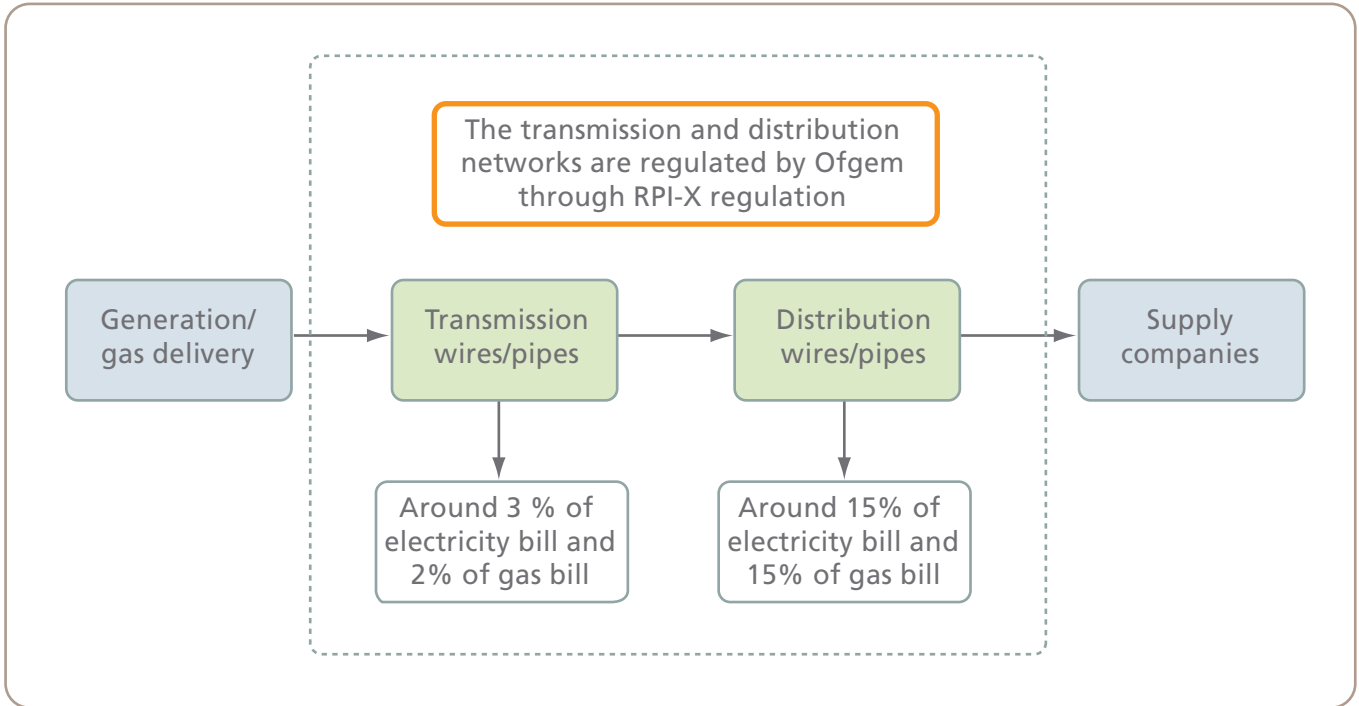 The transmission and distribution
networks are regulated by Ofgem
through RPI-X regulation
Generation/
gas delivery
Transmission
wires/pipes
Distribution
wires/pipes
Supply
companies
Around 3 % of
electricity bill and
2% of gas bill
Around 15% of
electricity bill and
15% of gas bill